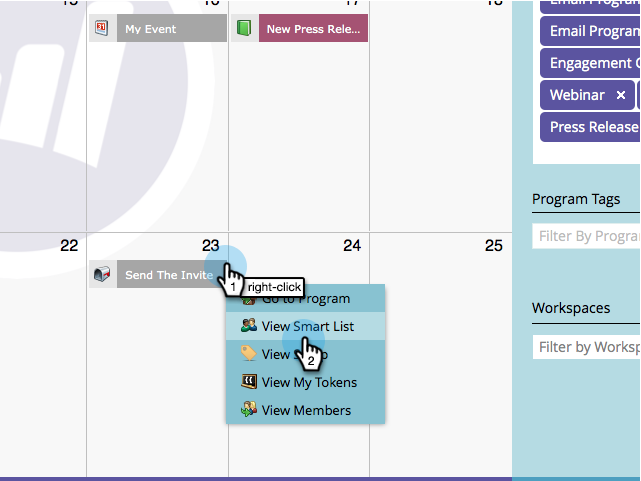 15
16
17
18
My Event
New Press Rele...
22
23
24
25
Send The Invite
1
right-click
Go to Program
View Smart List
View
2
View My Tokens
View Members
Email Program
Email Program
Engagement
Webinar ×
Press Release
Program Tags
Filter By Progra
Workspaces
Filter by Worksp